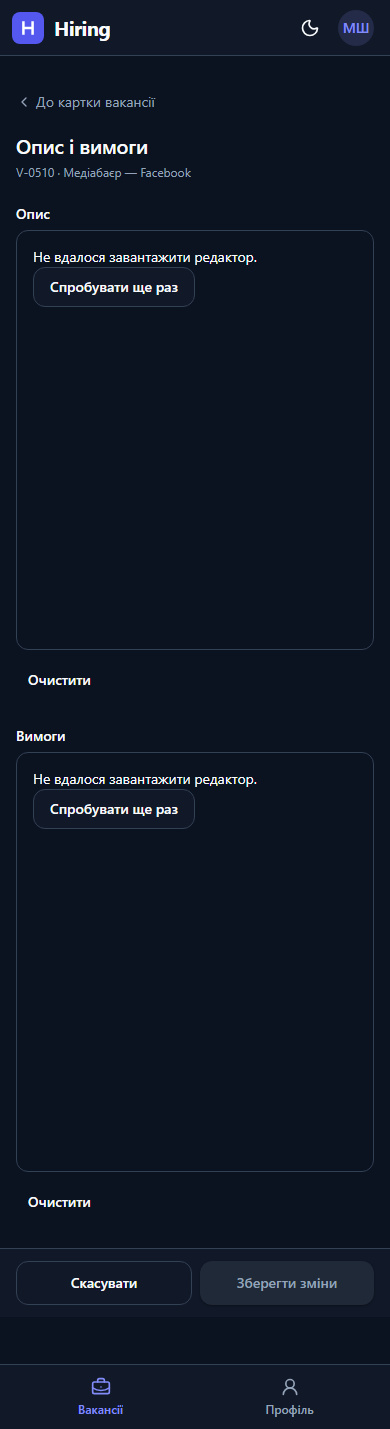 H Hiring МШ
До картки вакансії
Опис і вимоги
V-0510 · Медіабаєр — Facebook
Опис
Не вдалося завантажити редактор.
Спробувати ще раз
Очистити
Вимоги
Не вдалося завантажити редактор.
Спробувати ще раз
Очистити
Скасувати Зберегти зміни
Вакансії Профіль